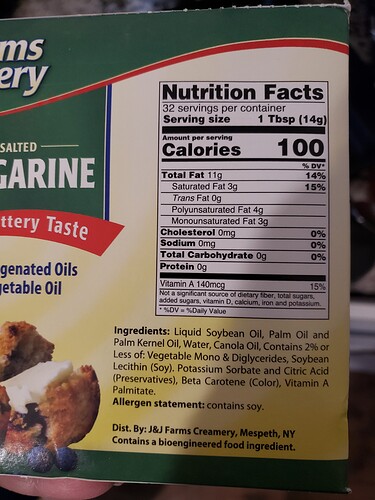 ms
ery
SALTED
GARINE
ttery Taste
genated Oils
getable Oil
Nutrition Facts
32 servings per container
Serving size 1 Tbsp (14g)
Amount per serving
Calories 100
% DV*
Total Fat 11g 14%
Saturated Fat 3g 15%
Trans Fat 0g
Polyunsaturated Fat 4g
Monounsaturated Fat 3g
Cholesterol 0mg 0%
Sodium 0mg 0%
Total Carbohydrate 0g 0%
Protein 0g
Vitamin A 140mcg 15%
Not a significant source of dietary fiber, total sugars,
added sugars, vitamin D, calcium, iron and potassium.
* %DV = %Daily Value
Ingredients: Liquid Soybean Oil, Palm Oil and
Palm Kernel Oil, Water, Canola Oil, Contains 2% or
Less of: Vegetable Mono & Diglycerides, Soybean
Lecithin (Soy). Potassium Sorbate and Citric Acid
(Preservatives), Beta Carotene (Color), Vitamin A
Palmitate.
Allergen statement: contains soy.
Dist. By: J&J Farms Creamery, Mespeth, NY
Contains a bioengineered food ingredient.